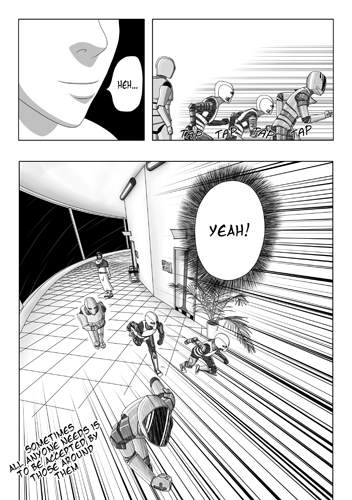 HEH...
TAP
TAP
TAP
TAP
YEAH!
SOMETIMES
ALL ANYONE NEEDS IS
TO BE ACCEPTED BY
THOSE AROUND
THEM